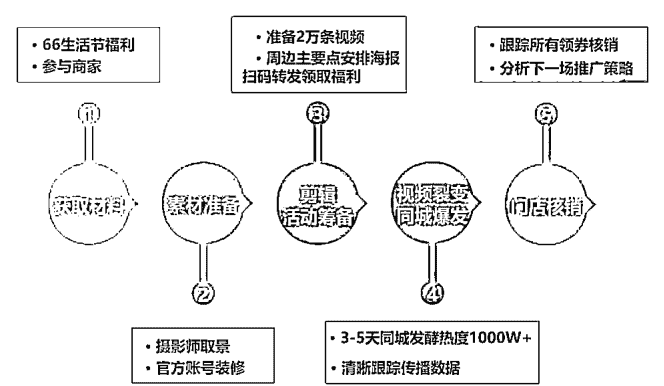 • 66生活节福利
• 参与商家
• 准备2万条视频
• 周边主要点安排海报
扫码转发领取福利
• 跟踪所有领券核销
• 分析下一场推广策略
①
③
⑤
获取材料
素材准备
剪辑
活动筹备
视频裂变
同城爆发
门店核销
②
④
• 摄影师取景
• 官方账号装修
• 3-5天同城发酵热度1000W+
• 清晰跟踪传播数据